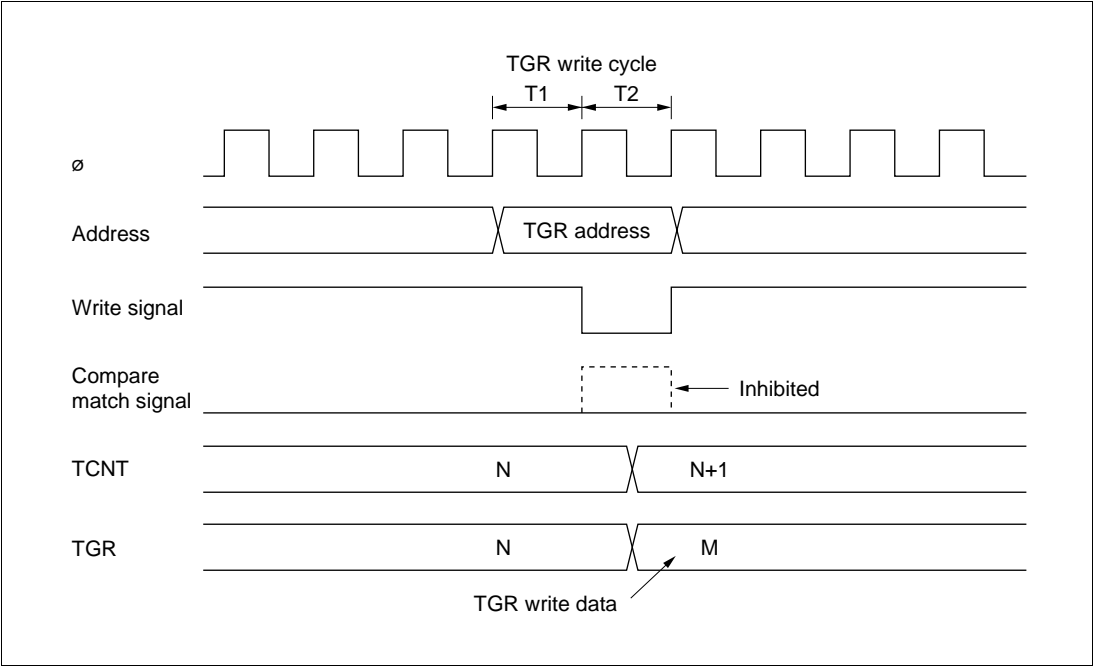 TGR write cycle
T1 T2
ø
Address TGR address
Write signal
Compare
match signal Inhibited
TCNT N N+1
TGR N M
TGR write data